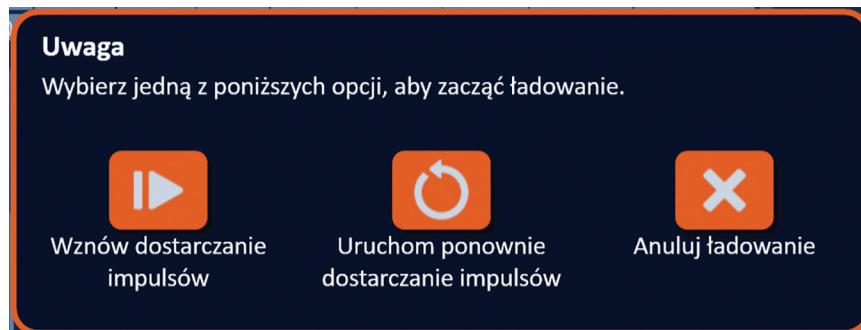 Uwaga
Wybierz jedną z poniższych opcji, aby zacząć ładowanie.
Wznów dostarczanie
impulsów
Uruchom ponownie
dostarczanie impulsów
Anuluj ładowanie